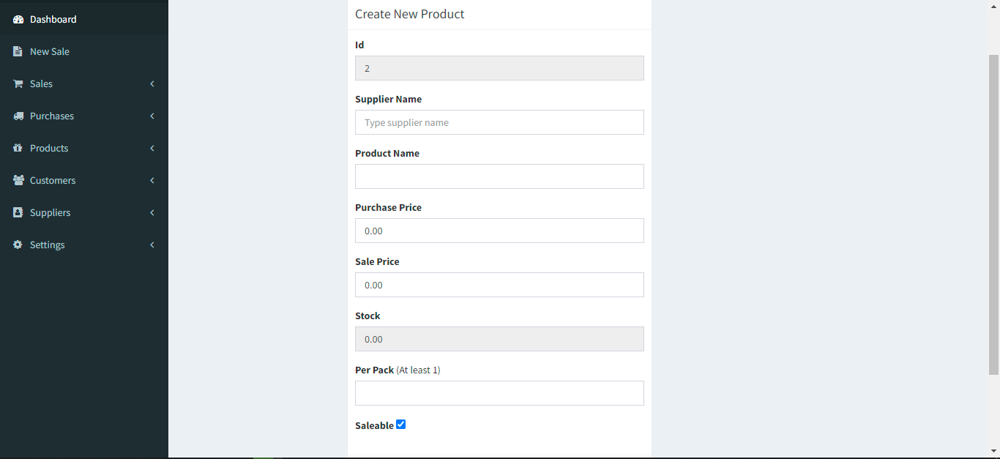 Dashboard
New Sale
Sales
Purchases
Products
Customers
Suppliers
Settings
Create New Product
Id
2
Supplier Name
Type supplier name
Product Name
Purchase Price
0.00
Sale Price
0.00
Stock
0.00
Per Pack (At least 1)
Saleable